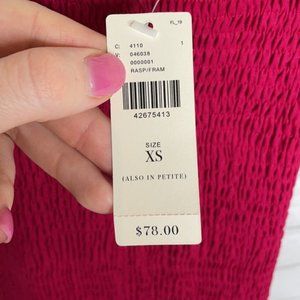 FL_19
C: 4110 1
V: 046038
0000001
RASP/FRAM
42675413
SIZE
XS
(ALSO IN PETITE)
$78.00